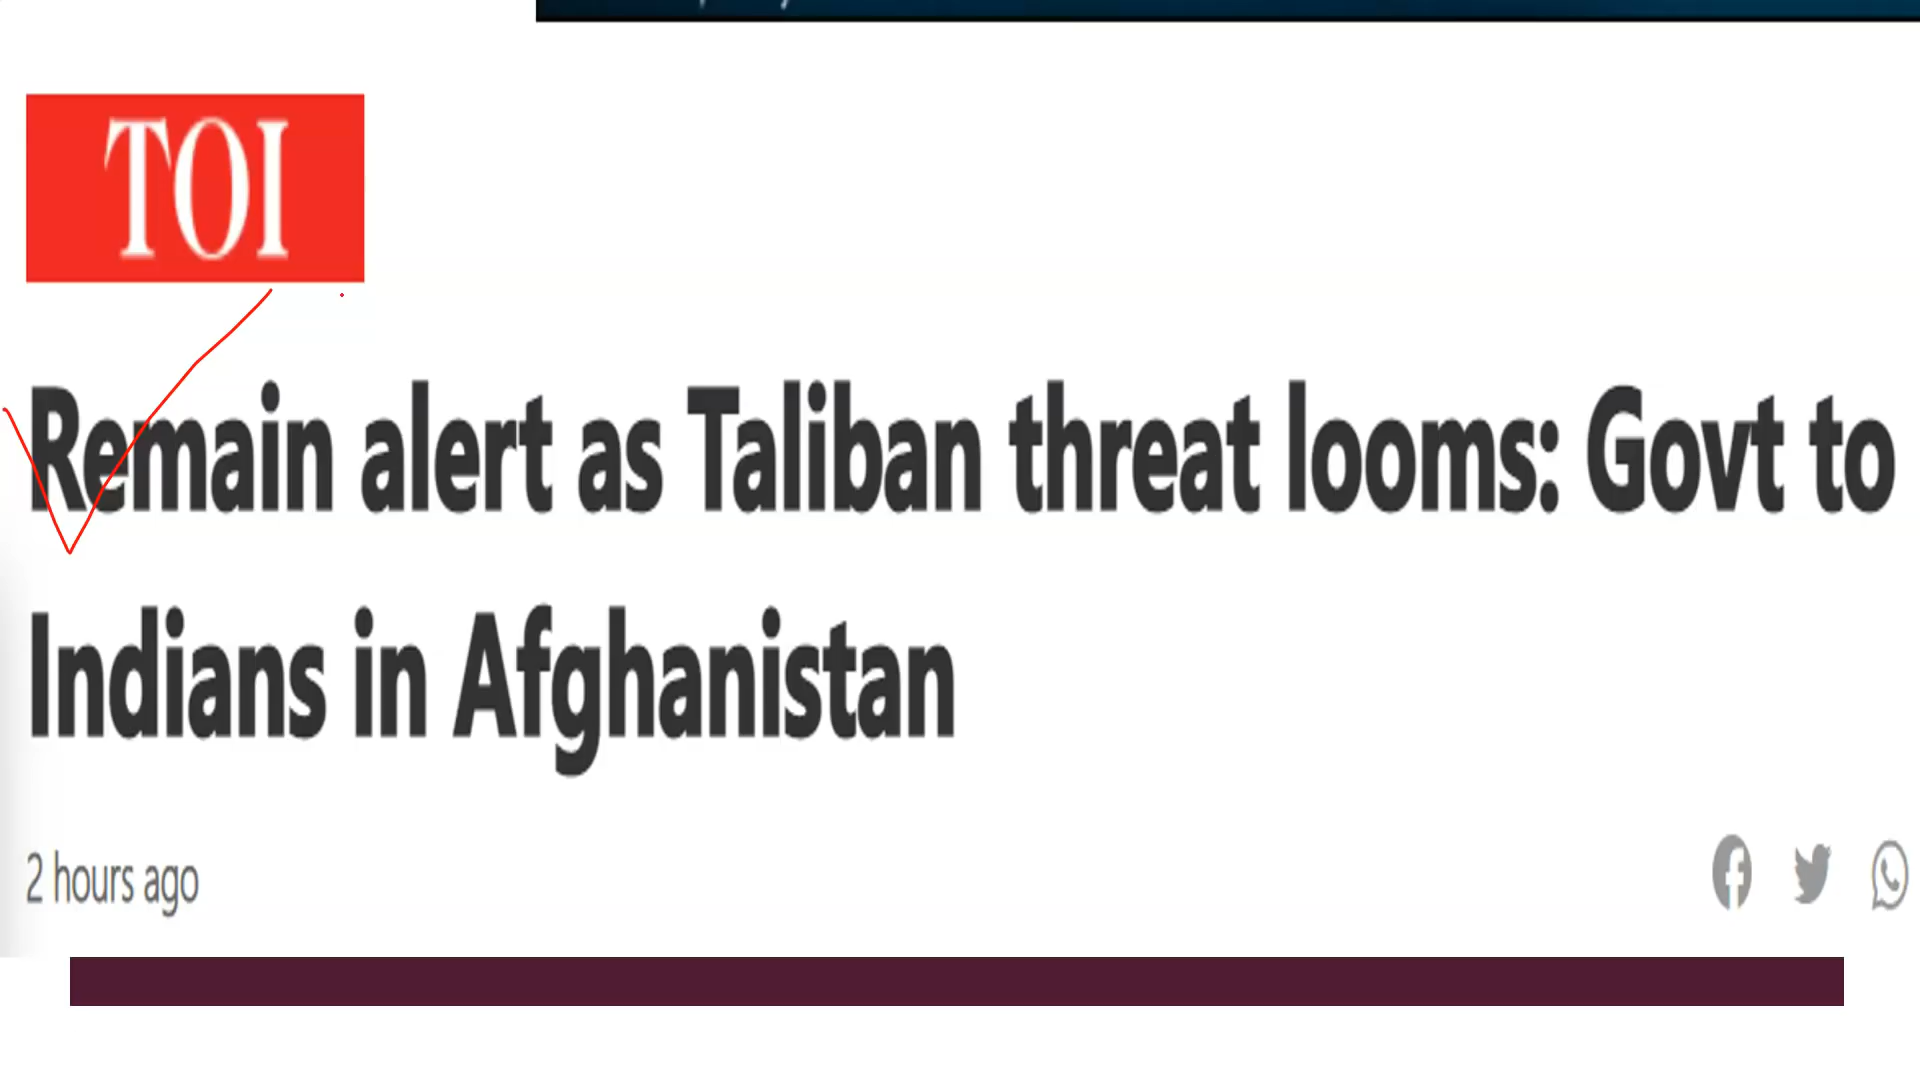 TOI
Remain alert as Taliban threat looms: Govt to
Indians in Afghanistan
2 hours ago